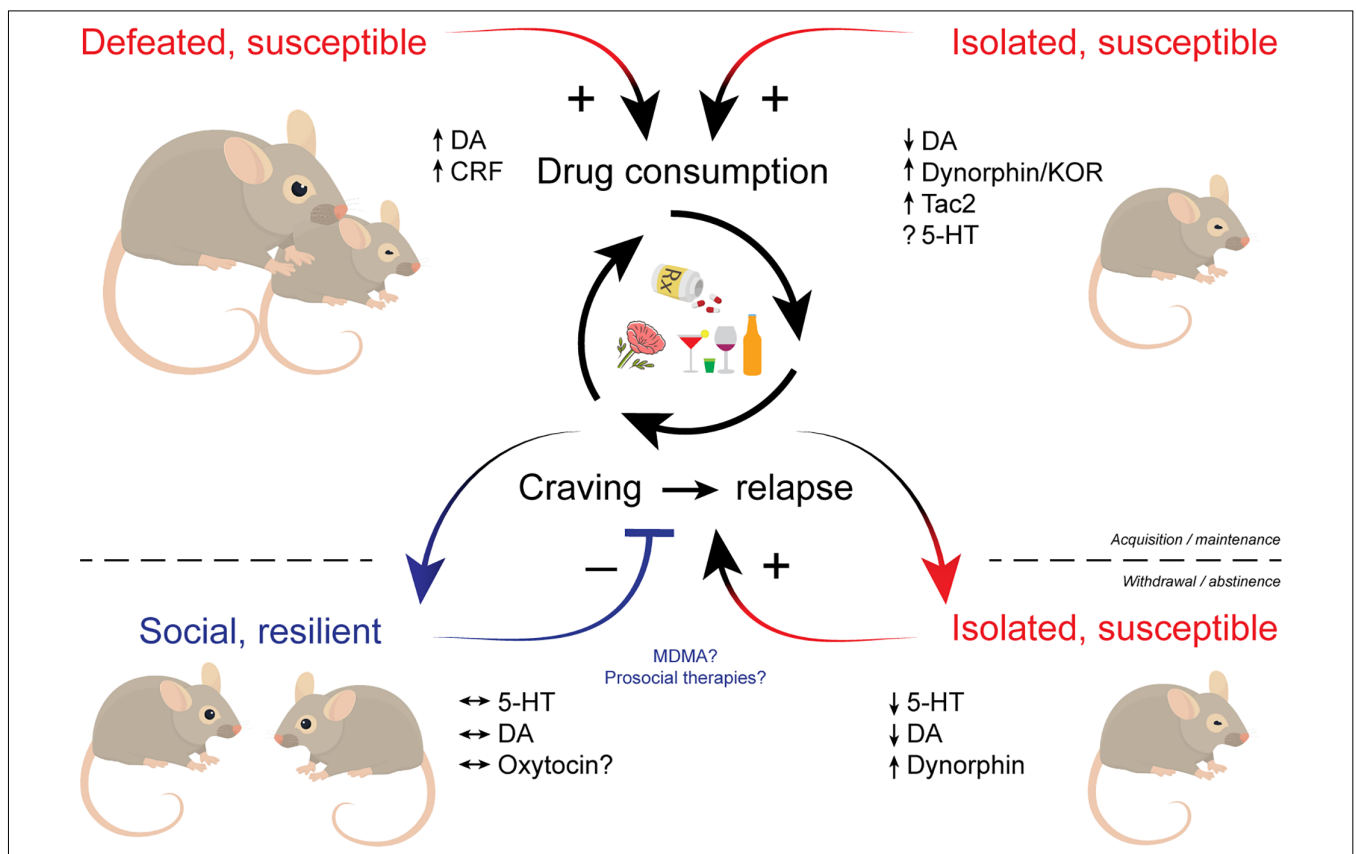 Defeated, susceptible
Isolated, susceptible
+
+
↑ DA
↑ CRF
Drug consumption
↓ DA
↑ Dynorphin/KOR
↑ Tac2
? 5-HT
Rx
Craving → relapse
Acquisition / maintenance
Withdrawal / abstinence
–
+
Social, resilient
Isolated, susceptible
MDMA?
Prosocial therapies?
↔ 5-HT
↔ DA
↔ Oxytocin?
↓ 5-HT
↓ DA
↑ Dynorphin